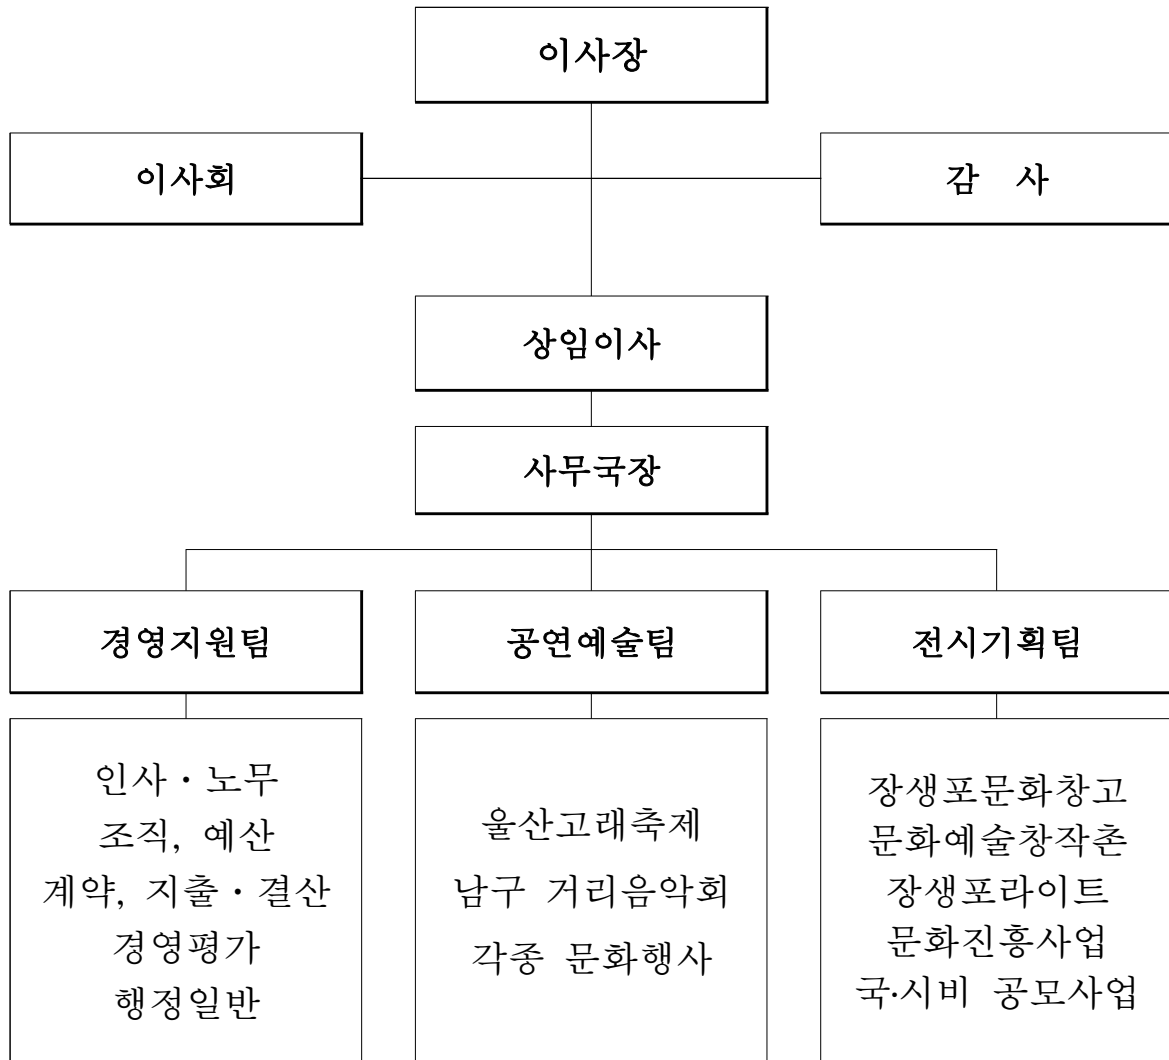 이사장
이사회
감 사
상임이사
사무국장
경영지원팀
공연예술팀
전시기획팀
인사·노무
조직, 예산
계약, 지출·결산
경영평가
행정일반
울산고래축제
남구 거리음악회
각종 문화행사
장생포문화창고
문화예술창작촌
장생포라이트
문화진흥사업
국·시비 공모사업